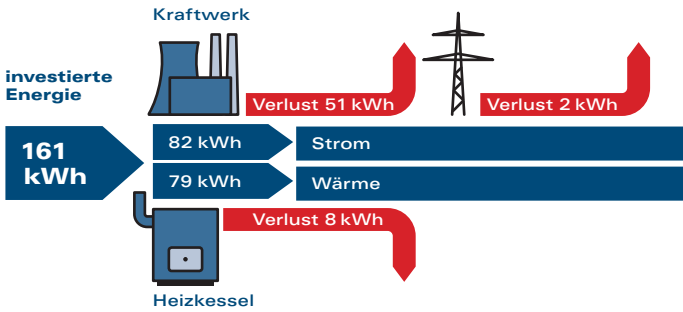 Kraftwerk
investierte
Energie
Verlust 51 kWh
Verlust 2 kWh
161
kWh
82 kWh
Strom
79 kWh
Wärme
Verlust 8 kWh
Heizkessel